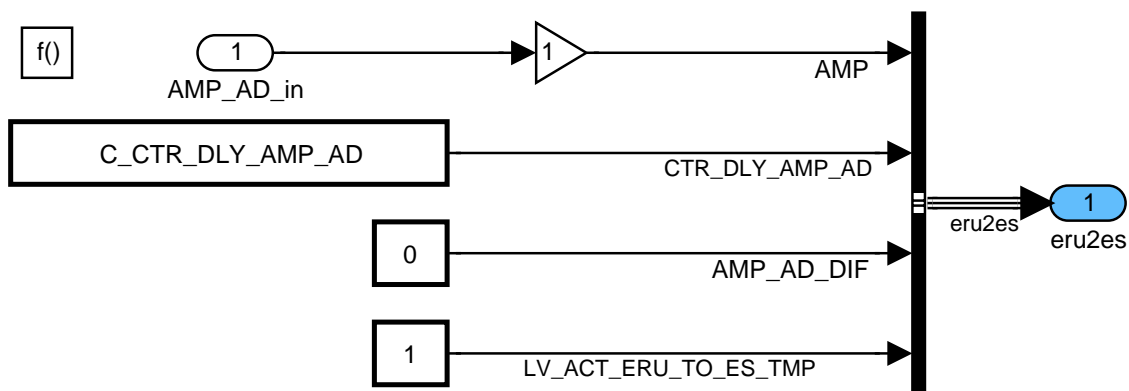 f()
1
AMP_AD_in
1
AMP
C_CTR_DLY_AMP_AD
CTR_DLY_AMP_AD
0
AMP_AD_DIF
1
LV_ACT_ERU_TO_ES_TMP
eru2es
1
eru2es